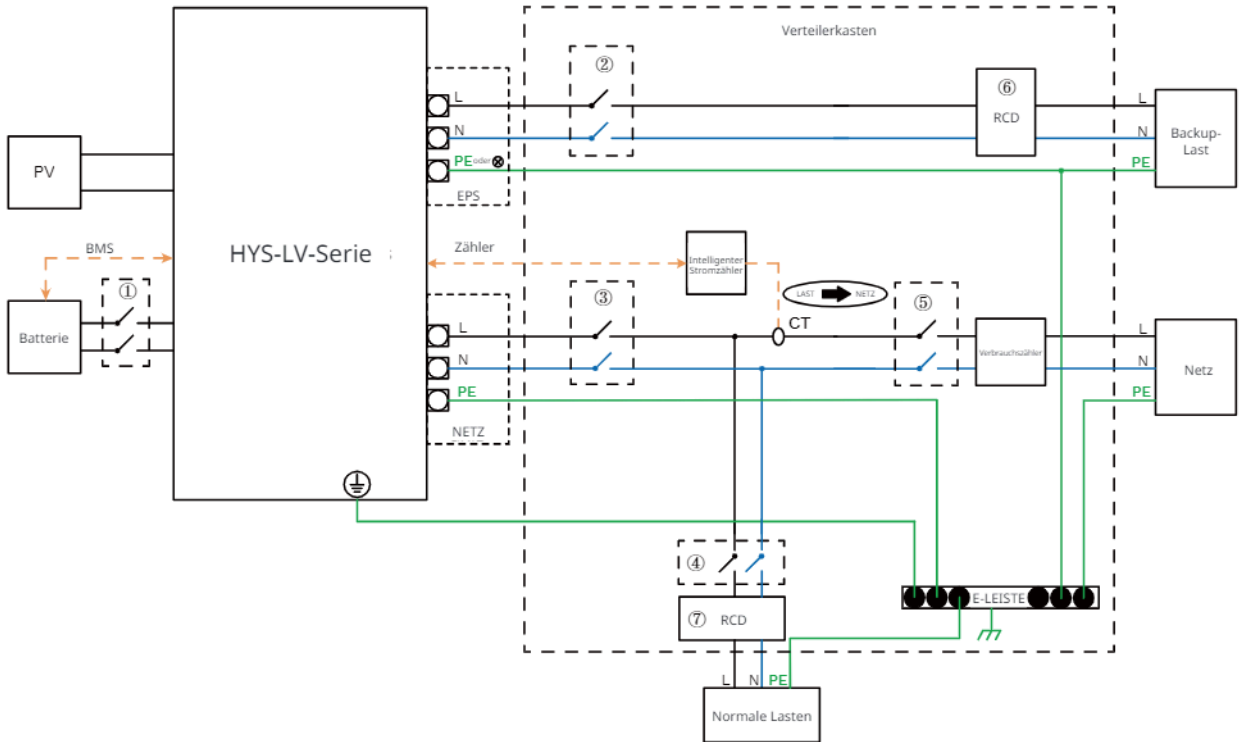 Verteilerkasten
②
⑥
RCD
L
N
PE oder ⊗
EPS
L
N
PE
Backup-
Last
PV
BMS
①
Batterie
HYS-LV-Serie
Zähler
Intelligenter
Stromzähler
LAST NETZ
③
CT
⑤
Verbrauchszähler
L
N
PE
NETZ
L
N
PE
Netz
④
⑦ RCD
E-LEISTE
L N PE
Normale Lasten